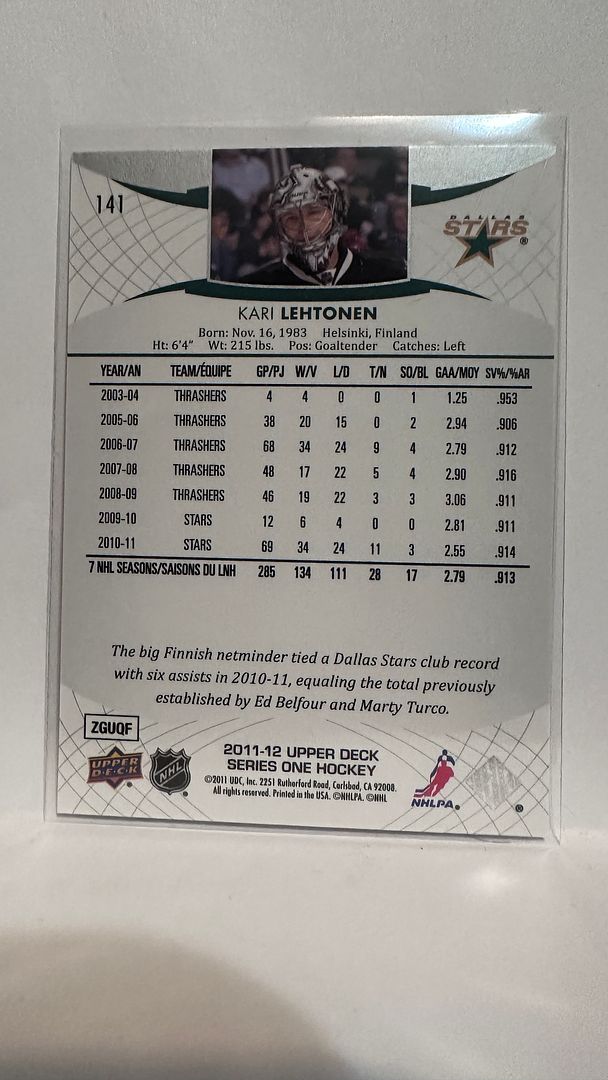 141
DALLAS
STARS®
KARI LEHTONEN
Born: Nov. 16, 1983 Helsinki, Finland
Ht: 6'4" Wt: 215 lbs. Pos: Goaltender Catches: Left
YEAR/AN TEAM/ÉQUIPE GP/PJ W/V L/D T/N SO/BL GAA/MOY SV%/%AR
2003-04 THRASHERS 4 4 0 0 1 1.25 .953
2005-06 THRASHERS 38 20 15 0 2 2.94 .906
2006-07 THRASHERS 68 34 24 9 4 2.79 .912
2007-08 THRASHERS 48 17 22 5 4 2.90 .916
2008-09 THRASHERS 46 19 22 3 3 3.06 .911
2009-10 STARS 12 6 4 0 0 2.81 .911
2010-11 STARS 69 34 24 11 3 2.55 .914
7 NHL SEASONS/SAISONS DU LNH 285 134 111 28 17 2.79 .913
The big Finnish netminder tied a Dallas Stars club record
with six assists in 2010-11, equaling the total previously
established by Ed Belfour and Marty Turco.
ZGUQF
UPPER
DECK
NHL
2011-12 UPPER DECK
SERIES ONE HOCKEY
©2011 UDC, Inc. 2251 Rutherford Road, Carlsbad, CA 92008.
All rights reserved. Printed in the USA. ©NHLPA. ©NHL
NHLPA®
®